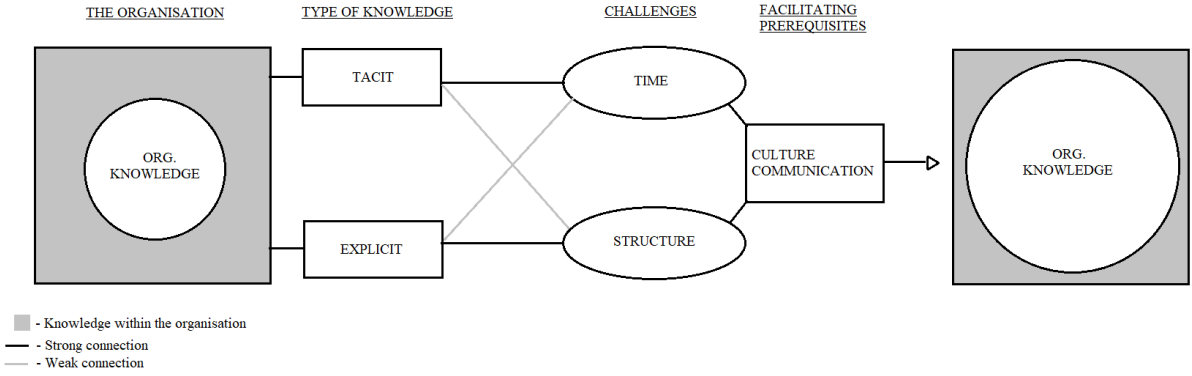 THE ORGANISATION
TYPE OF KNOWLEDGE
CHALLENGES
FACILITATING
PREREQUISITES
ORG.
KNOWLEDGE
TACIT
EXPLICIT
TIME
STRUCTURE
CULTURE
COMMUNICATION
ORG.
KNOWLEDGE
- Knowledge within the organisation
- Strong connection
- Weak connection